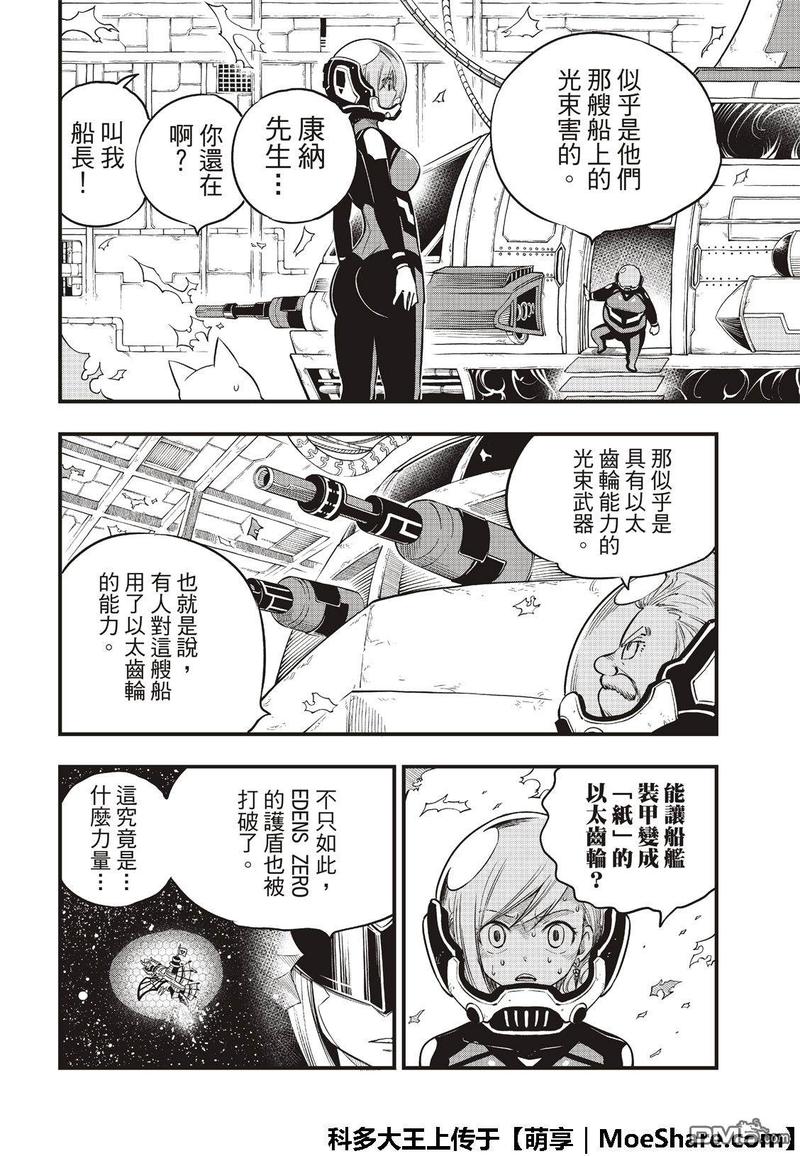 似乎是他們
那艘船上的
光束害的。
康納
先生…
你還在
啊？
叫我
船長！
那似乎是
具有以太
齒輪能力的
光束武器。
也就是說，
有人對這艘船
用了以太齒輪
的能力。
能讓船艦
裝甲變成
「紙」的
以太齒輪？
不只如此，
EDENS ZERO
的護盾也被
打破了。
這究竟是…
什麼力量…
科多大王上传于【萌享｜MoeShare.com】